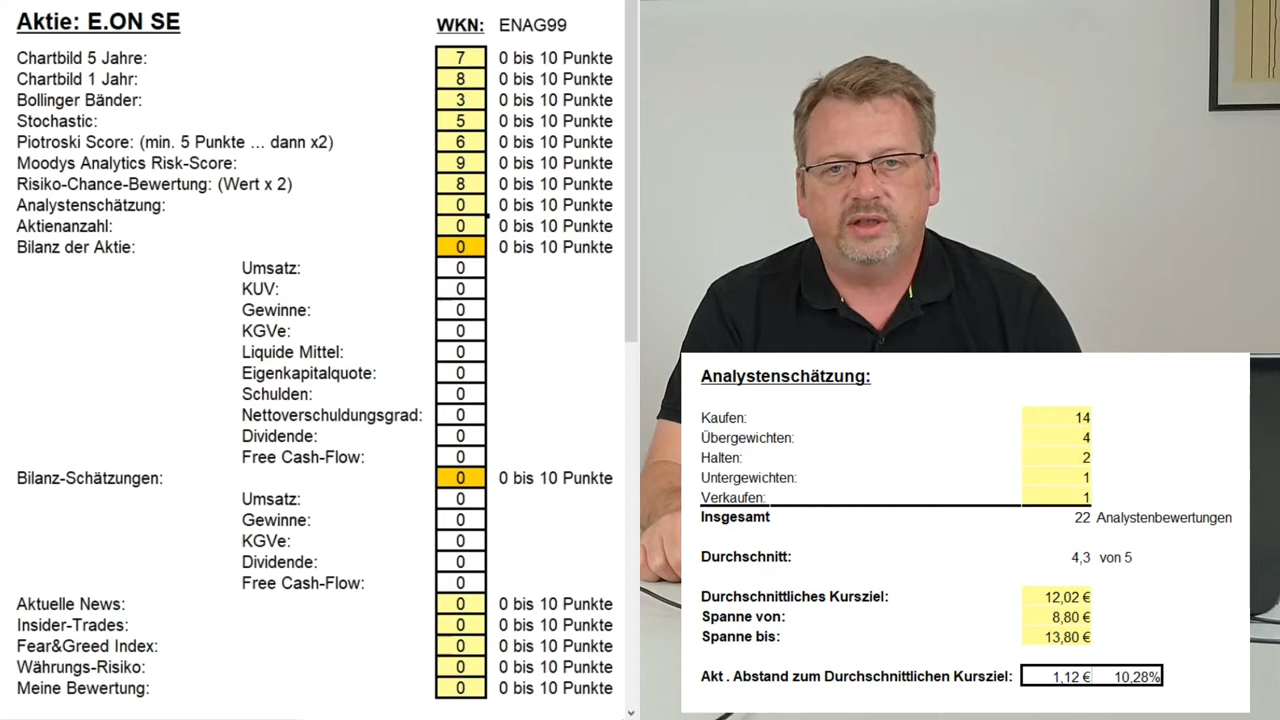 Aktie: E.ON SE WKN: ENAG99
Chartbild 5 Jahre: 7 0 bis 10 Punkte
Chartbild 1 Jahr: 8 0 bis 10 Punkte
Bollinger Bänder: 3 0 bis 10 Punkte
Stochastic: 5 0 bis 10 Punkte
Piotroski Score: (min. 5 Punkte ... dann x2) 6 0 bis 10 Punkte
Moodys Analytics Risk-Score: 9 0 bis 10 Punkte
Risiko-Chance-Bewertung: (Wert x 2) 8 0 bis 10 Punkte
Analystenschätzung: 0 0 bis 10 Punkte
Aktienanzahl: 0 0 bis 10 Punkte
Bilanz der Aktie: 0 0 bis 10 Punkte
Umsatz: 0
KUV: 0
Gewinne: 0
KGVe: 0
Liquide Mittel: 0
Eigenkapitalquote: 0
Schulden: 0
Nettoverschuldungsgrad: 0
Dividende: 0
Free Cash-Flow: 0
Bilanz-Schätzungen: 0 0 bis 10 Punkte
Umsatz: 0
Gewinne: 0
KGVe: 0
Dividende: 0
Free Cash-Flow: 0
Aktuelle News: 0 0 bis 10 Punkte
Insider-Trades: 0 0 bis 10 Punkte
Fear&Greed Index: 0 0 bis 10 Punkte
Währungs-Risiko: 0 0 bis 10 Punkte
Meine Bewertung: 0 0 bis 10 Punkte
Analystenschätzung:
Kaufen: 14
Übergewichten: 4
Halten: 2
Untergewichten: 1
Verkaufen: 1
Insgesamt 22 Analystenbewertungen
Durchschnitt: 4,3 von 5
Durchschnittliches Kursziel: 12,02 €
Spanne von: 8,80 €
Spanne bis: 13,80 €
Akt . Abstand zum Durchschnittlichen Kursziel: 1,12 € 10,28%